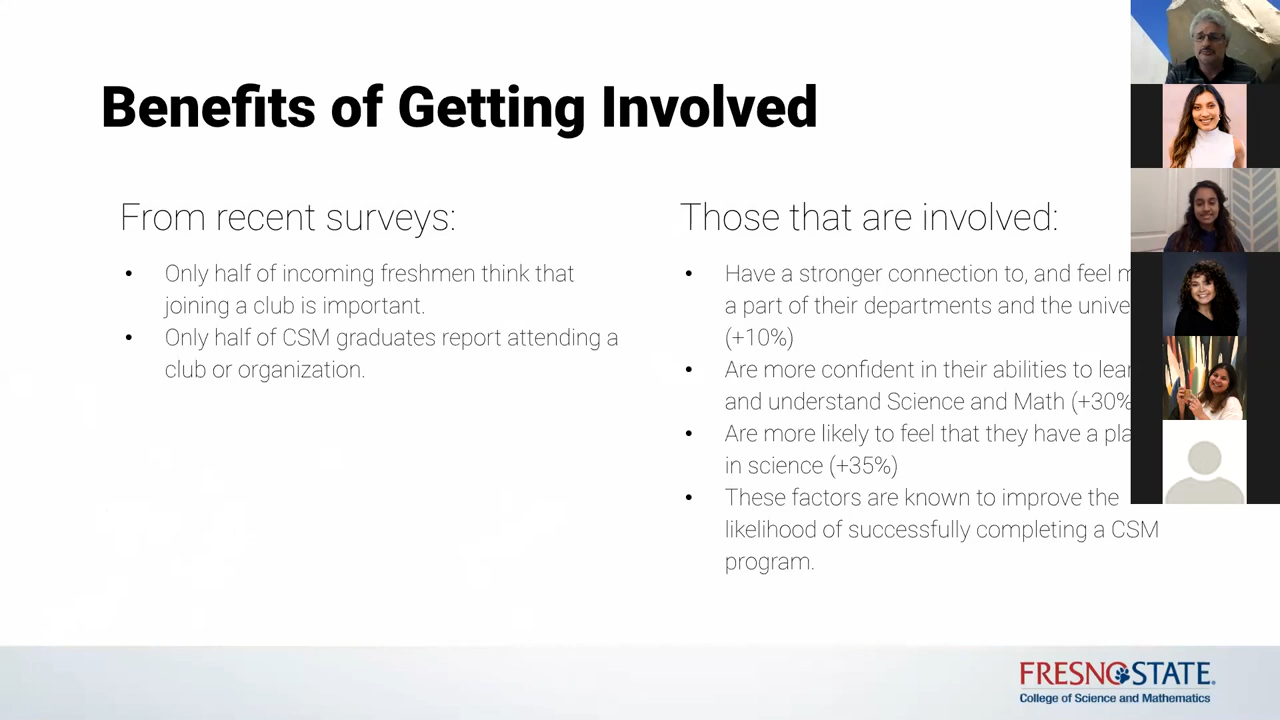 Benefits of Getting Involved
From recent surveys:
Only half of incoming freshmen think that
joining a club is important.
Only half of CSM graduates report attending a
club or organization.
Those that are involved:
Have a stronger connection to, and feel
a part of their departments and the
(+10%)
Are more confident in their abilities to
and understand Science and Math (+30%
Are more likely to feel that they have a
in science (+35%)
These factors are known to improve the
likelihood of successfully completing a CSM
program.
FRESNO STATE.
College of Science and Mathematics